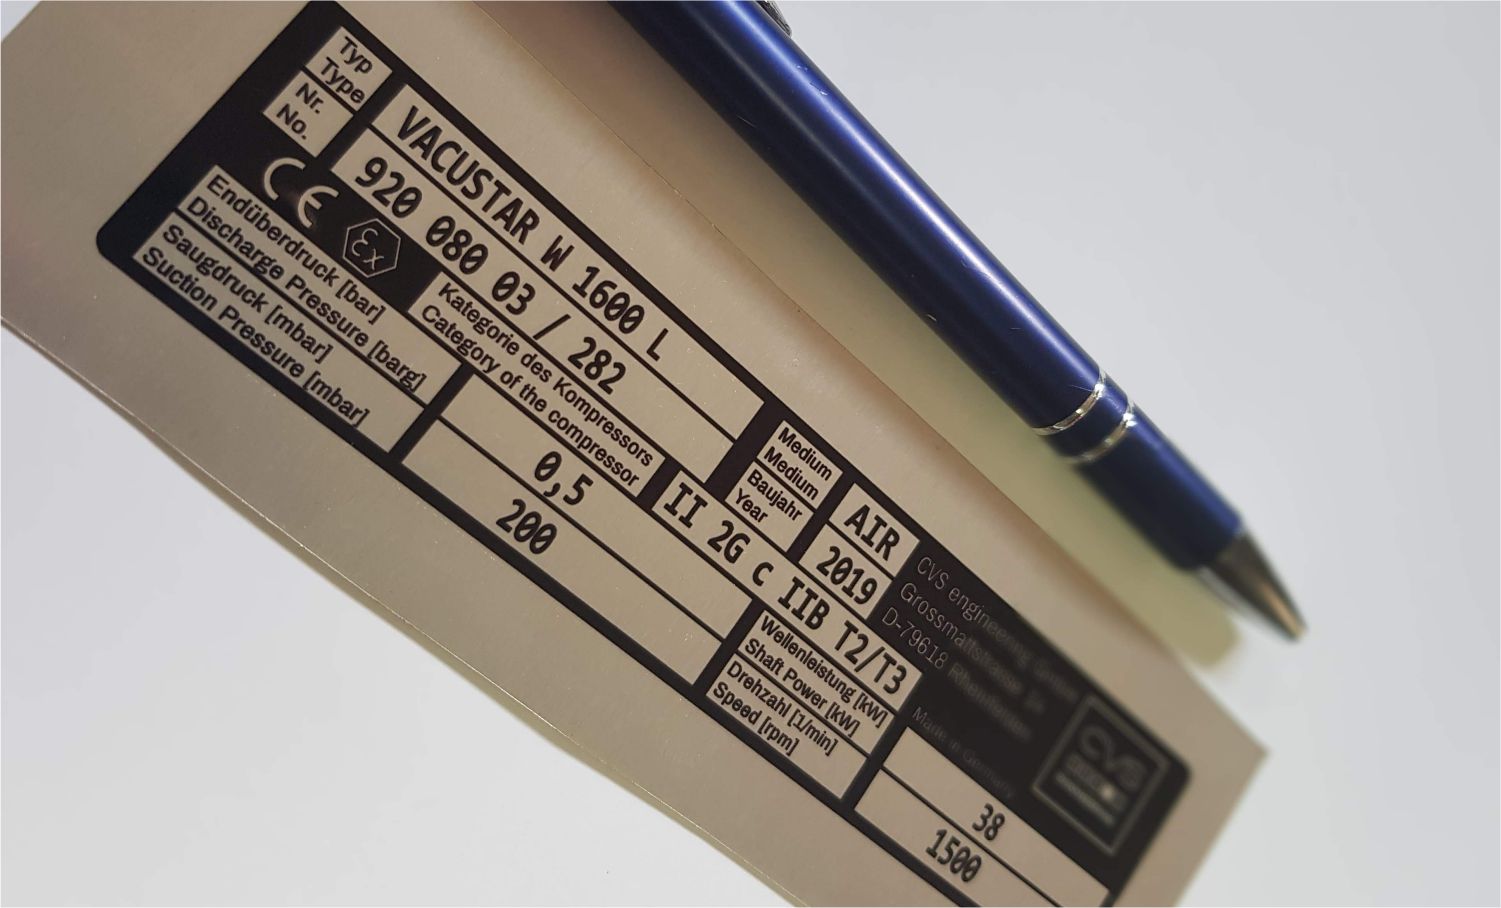 Typ
Type
VACUSTAR W 1600 L
Nr.
No.
920 080 03 / 282
Medium
Medium
AIR
Baujahr
Year
2019
CE Ex
Kategorie des Kompressors
Category of the compressor
II 2G c IIB T2/T3
Endüberdruck [bar]
Discharge Pressure [barg]
0,5
Saugdruck [mbar]
Suction Pressure [mbar]
200
Wellenleistung [kW]
Shaft Power [kW]
38
Drehzahl [1/min]
Speed [rpm]
1500
CVS engineering GmbH
Grossmattstrasse
D-79618 Rheinfelden
Made in Germany
CVS